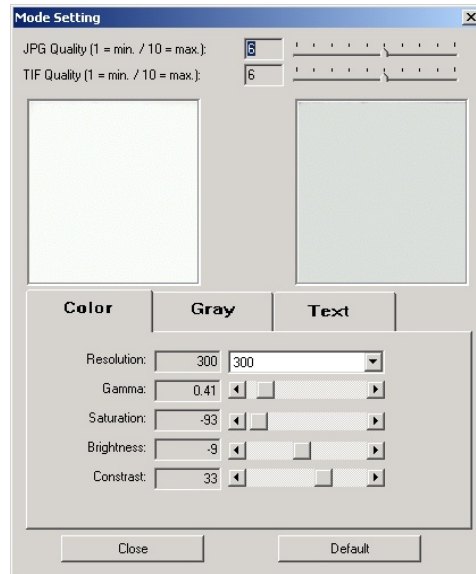 Mode Setting
JPG Quality (1 = min. / 10 = max.): 6
TIF Quality (1 = min. / 10 = max.): 6
Color Gray Text
Resolution: 300 300
Gamma: 0.41
Saturation: -93
Brightness: -9
Constrast: 33
Close Default